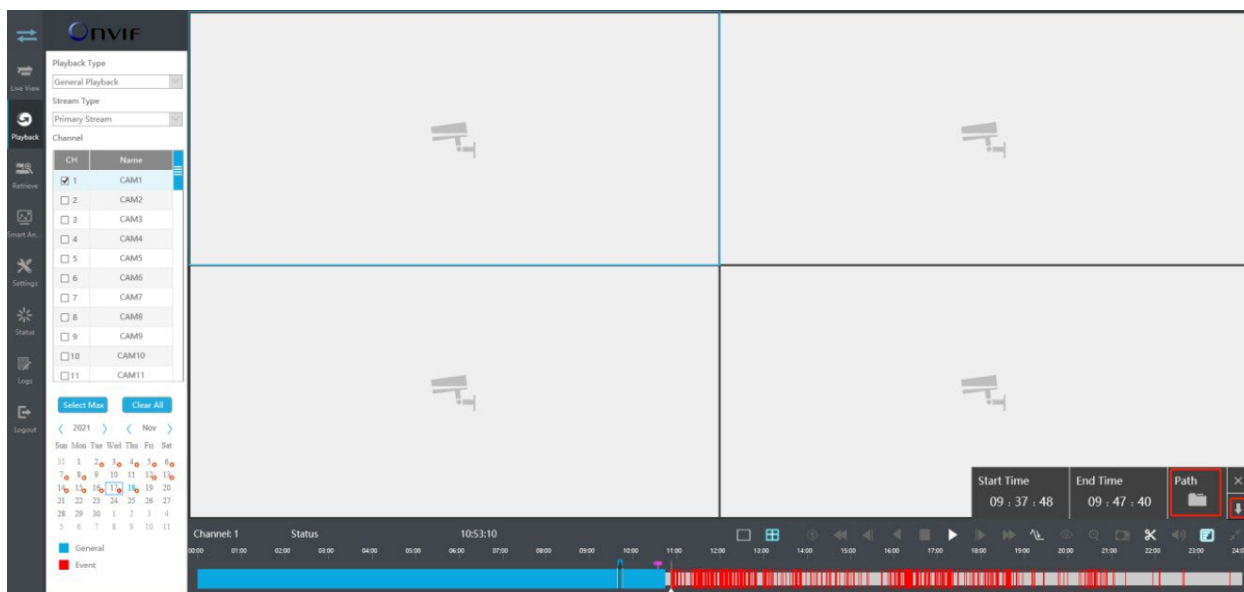 Onvif
Live View
Playback
Retrieve
Smart An...
Settings
Status
Logs
Logout
Playback Type
General Playback
Stream Type
Primary Stream
Channel
CH Name
1 CAM1
2 CAM2
3 CAM3
4 CAM4
5 CAM5
6 CAM6
7 CAM7
8 CAM8
9 CAM9
10 CAM10
11 CAM11
Select Max Clear All
2021 Nov
Sun Mon Tue Wed Thu Fri Sat
31 1 2 3 4 5 6
7 8 9 10 11 12 13
14 15 16 17 18 19 20
21 22 23 24 25 26 27
28 29 30 1 2 3 4
5 6 7 8 9 10 11
General
Event
Start Time End Time Path
09 : 37 : 48 09 : 47 : 40
Channel: 1 Status 10:53:10
00:00 01:00 02:00 03:00 04:00 05:00 06:00 07:00 08:00 09:00 10:00 11:00 12:00 13:00 14:00 15:00 16:00 17:00 18:00 19:00 20:00 21:00 22:00 23:00